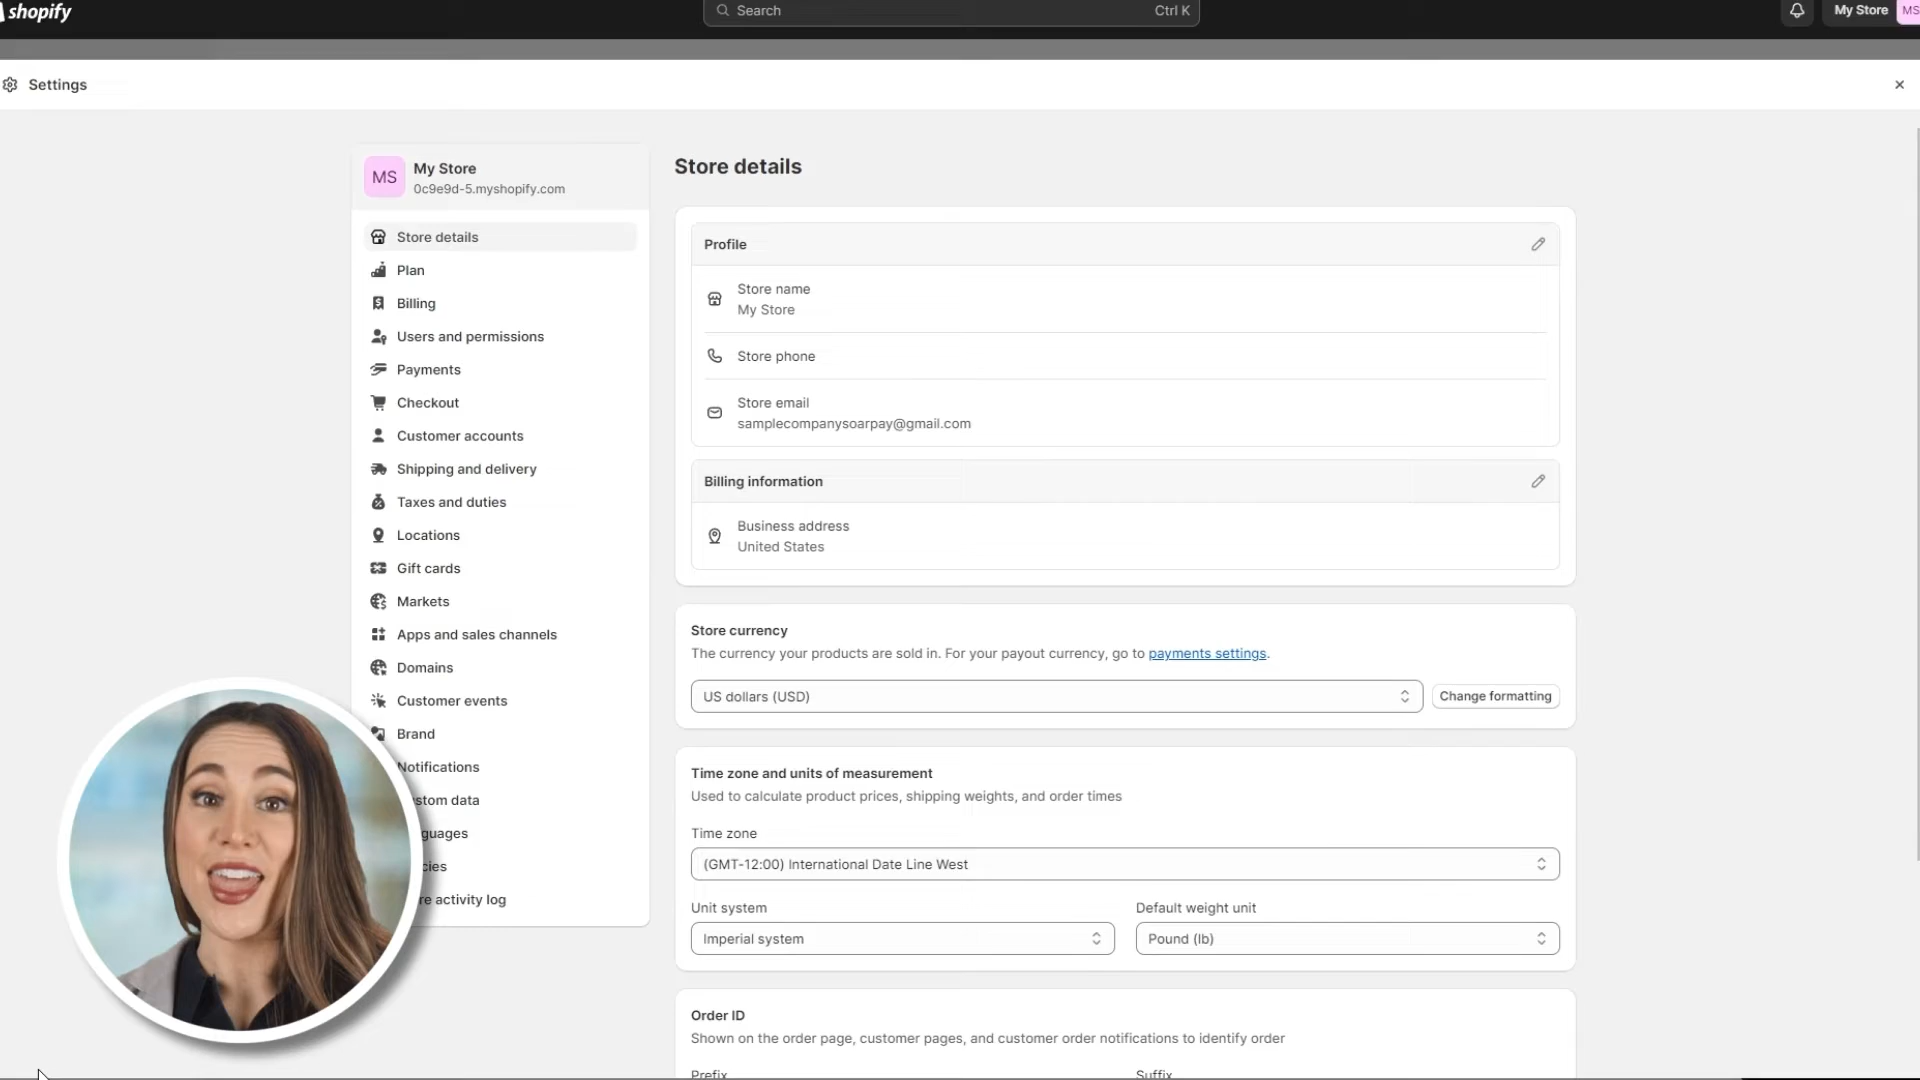 shopify
Search
Ctrl K
My Store
MS
Settings
MS
My Store
0c9e9d-5.myshopify.com
Store details
Plan
Billing
Users and permissions
Payments
Checkout
Customer accounts
Shipping and delivery
Taxes and duties
Locations
Gift cards
Markets
Apps and sales channels
Domains
Customer events
Brand
Notifications
stom data
guages
cies
re activity log
Store details
Profile
Store name
My Store
Store phone
Store email
samplecompanysoarpay@gmail.com
Billing information
Business address
United States
Store currency
The currency your products are sold in. For your payout currency, go to payments settings.
US dollars (USD)
Change formatting
Time zone and units of measurement
Used to calculate product prices, shipping weights, and order times
Time zone
(GMT-12:00) International Date Line West
Unit system
Default weight unit
Imperial system
Pound (lb)
Order ID
Shown on the order page, customer pages, and customer order notifications to identify order
Prefix
Suffix